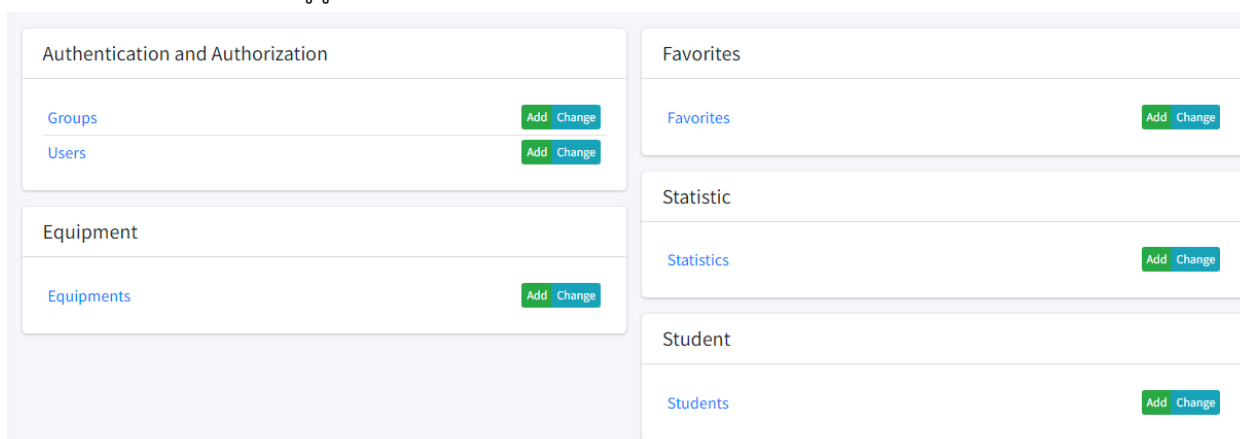 Authentication and Authorization
Groups Add Change
Users Add Change
Equipment
Equipments Add Change
Favorites
Favorites Add Change
Statistic
Statistics Add Change
Student
Students Add Change